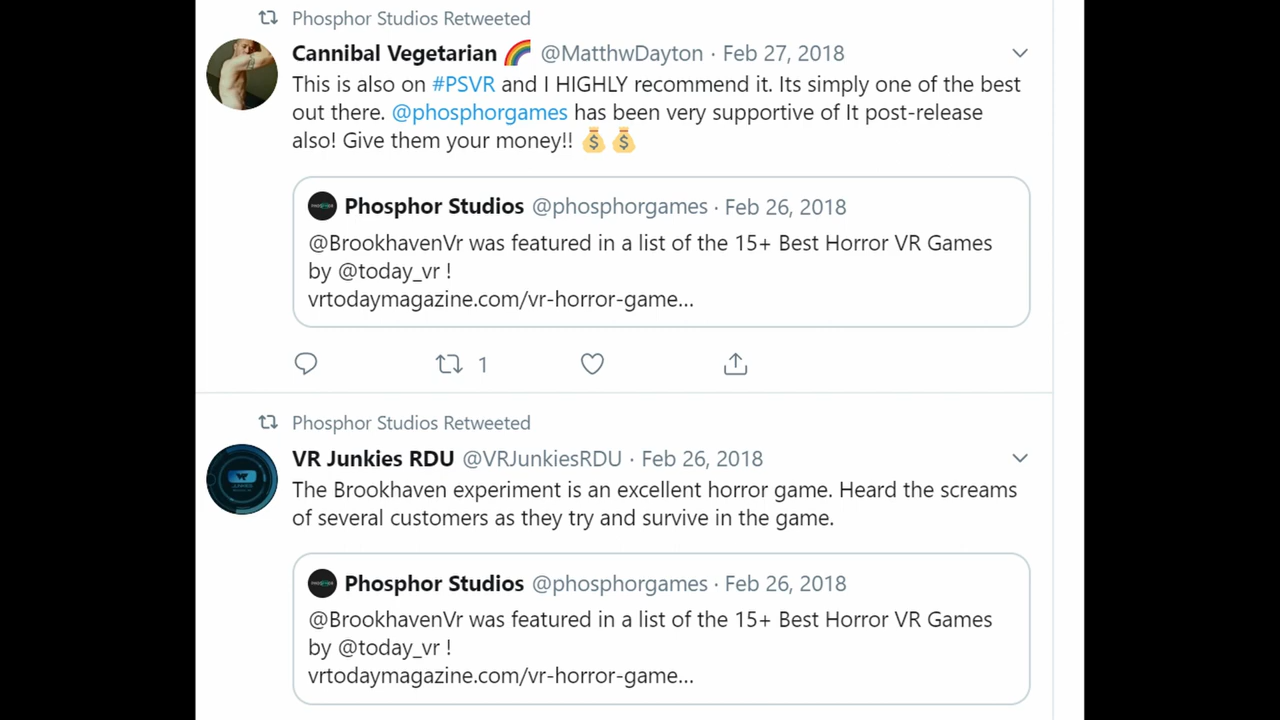 Phosphor Studios Retweeted
Cannibal Vegetarian 🌈 @MatthwDayton · Feb 27, 2018
This is also on #PSVR and I HIGHLY recommend it. Its simply one of the best
out there. @phosphorgames has been very supportive of It post-release
also! Give them your money!! 💰 💰
Phosphor Studios @phosphorgames · Feb 26, 2018
@BrookhavenVr was featured in a list of the 15+ Best Horror VR Games
by @today_vr !
vrtodaymagazine.com/vr-horror-game...
1
Phosphor Studios Retweeted
VR Junkies RDU @VRJunkiesRDU · Feb 26, 2018
The Brookhaven experiment is an excellent horror game. Heard the screams
of several customers as they try and survive in the game.
Phosphor Studios @phosphorgames · Feb 26, 2018
@BrookhavenVr was featured in a list of the 15+ Best Horror VR Games
by @today_vr !
vrtodaymagazine.com/vr-horror-game...